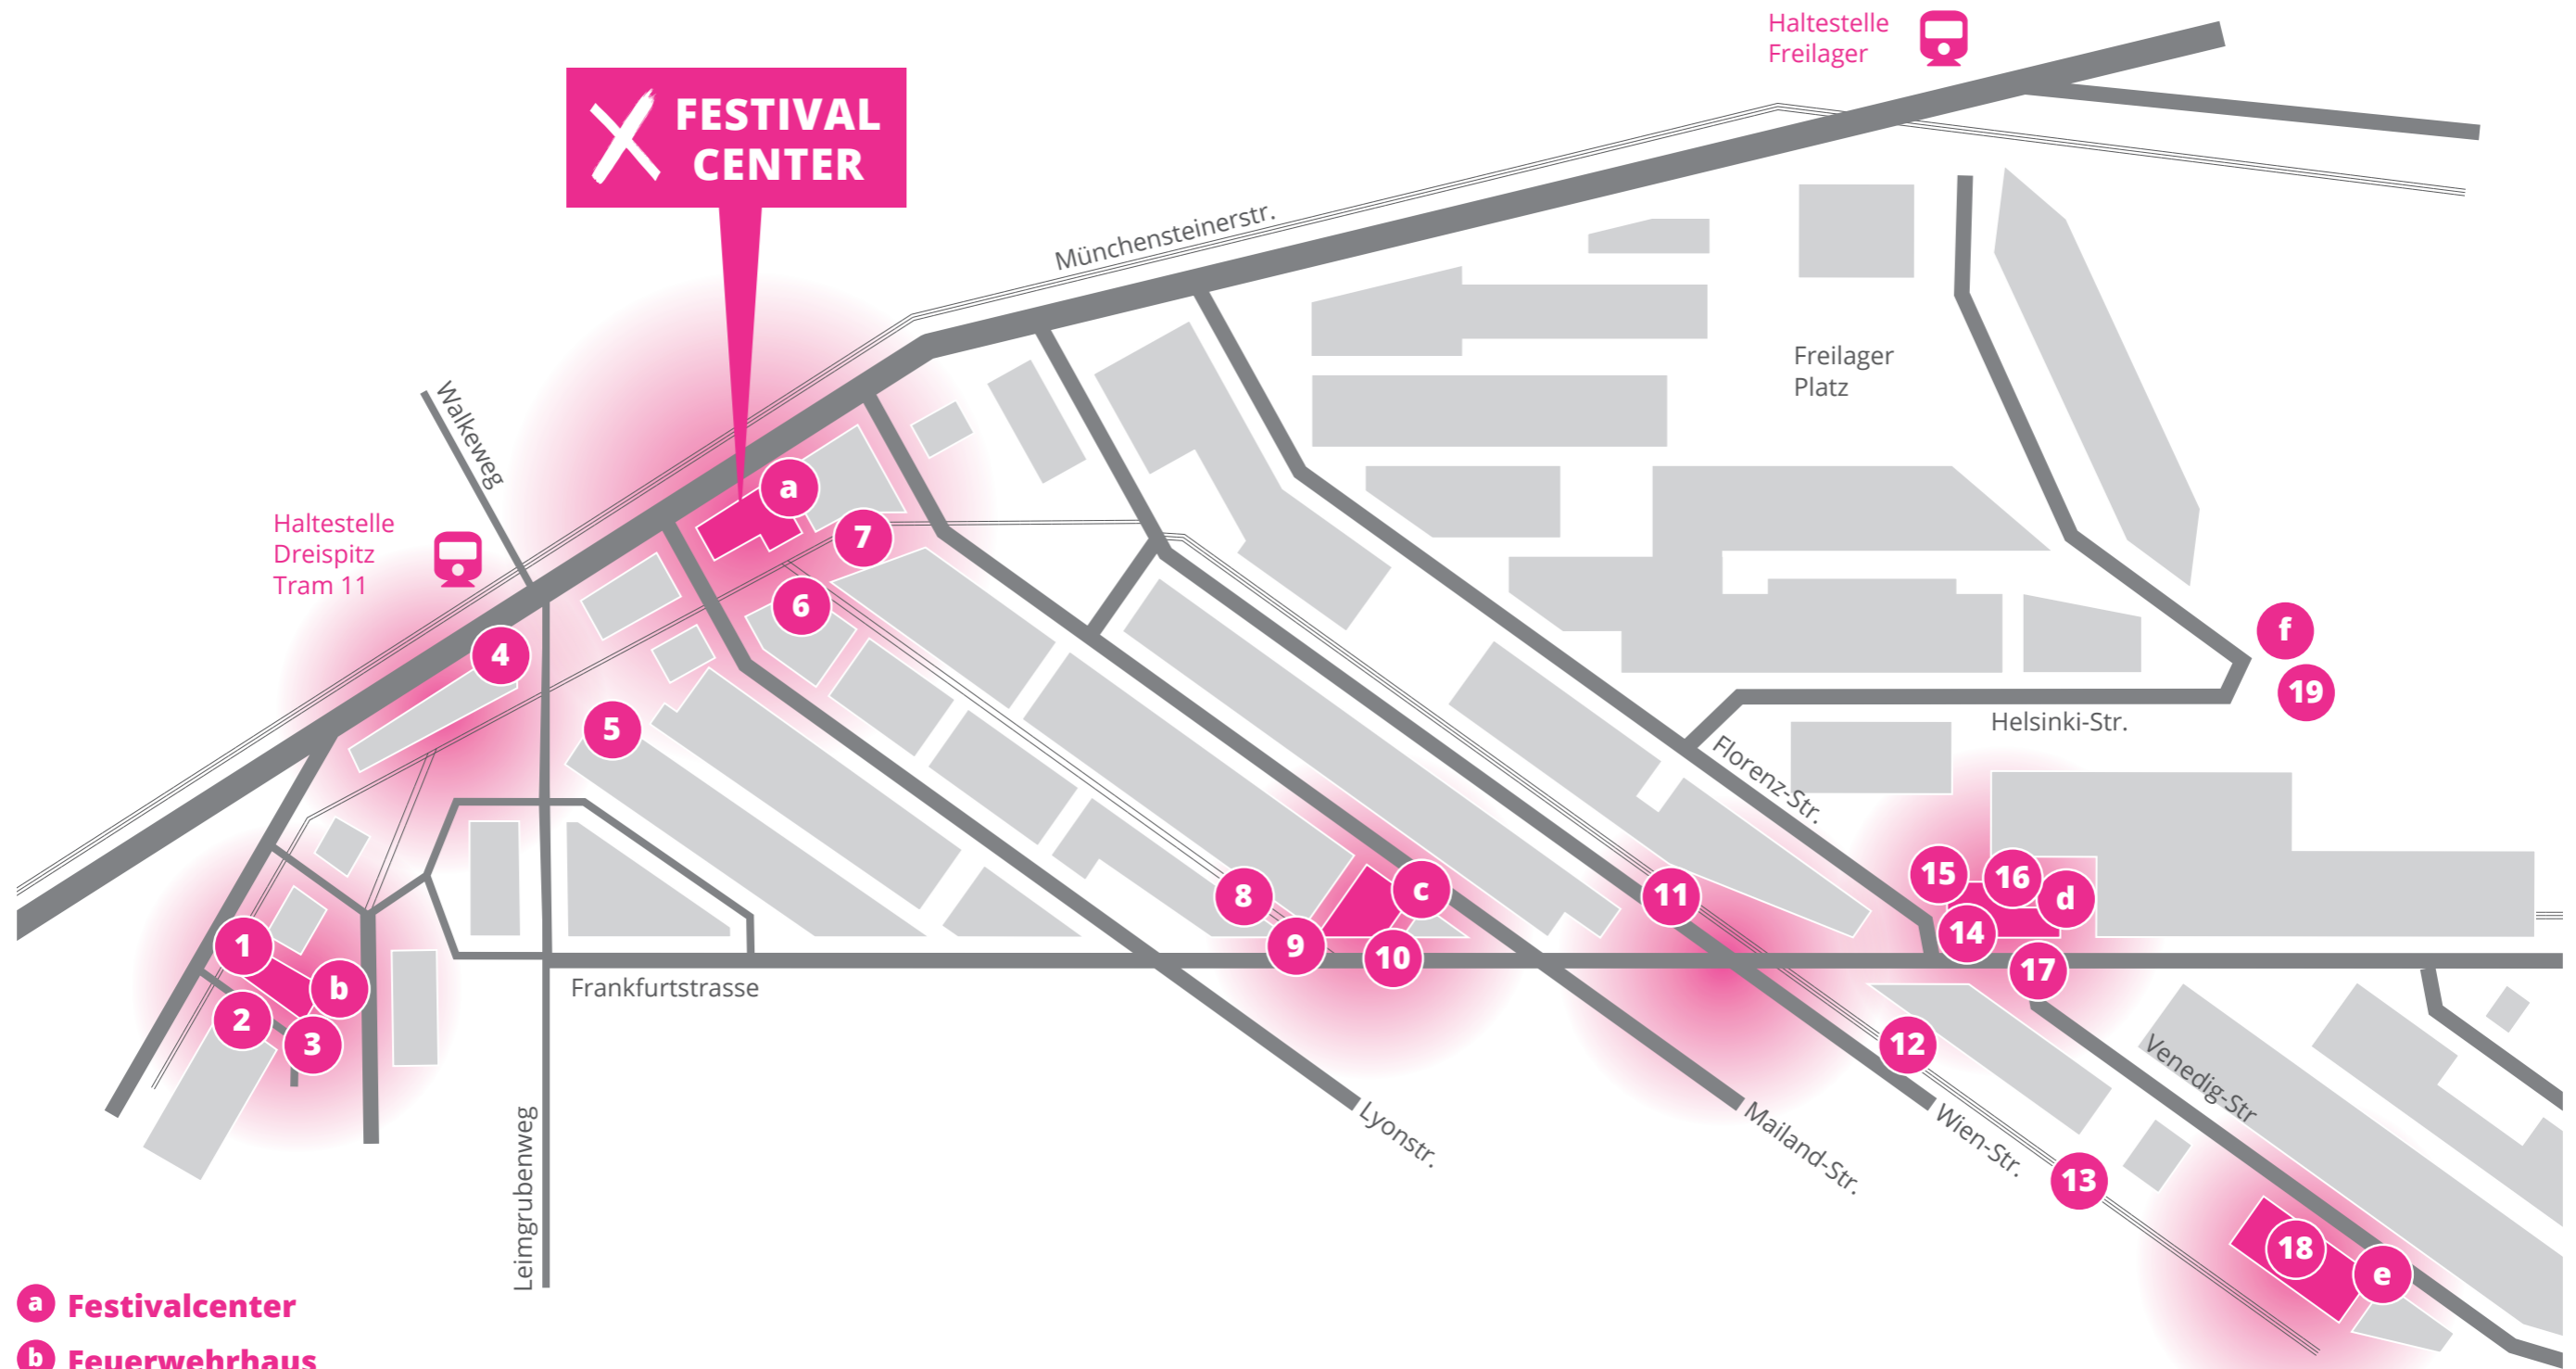 Haltestelle
Freilager
FESTIVAL
CENTER
Münchensteinerstr.
Freilager
Platz
Walkeweg
a
Haltestelle
Dreispitz
Tram 11
7
6
f
4
19
5
Helsinki-Str.
Florenz-Str.
15
16
8
c
11
d
1
9
14
10
17
b
Frankfurtstrasse
2
3
12
Venedig-Str
Lyonstr.
Mailand-Str.
Wien-Str.
13
Leimgrubenweg
18
e
a Festivalcenter
b Feuerwehrhaus